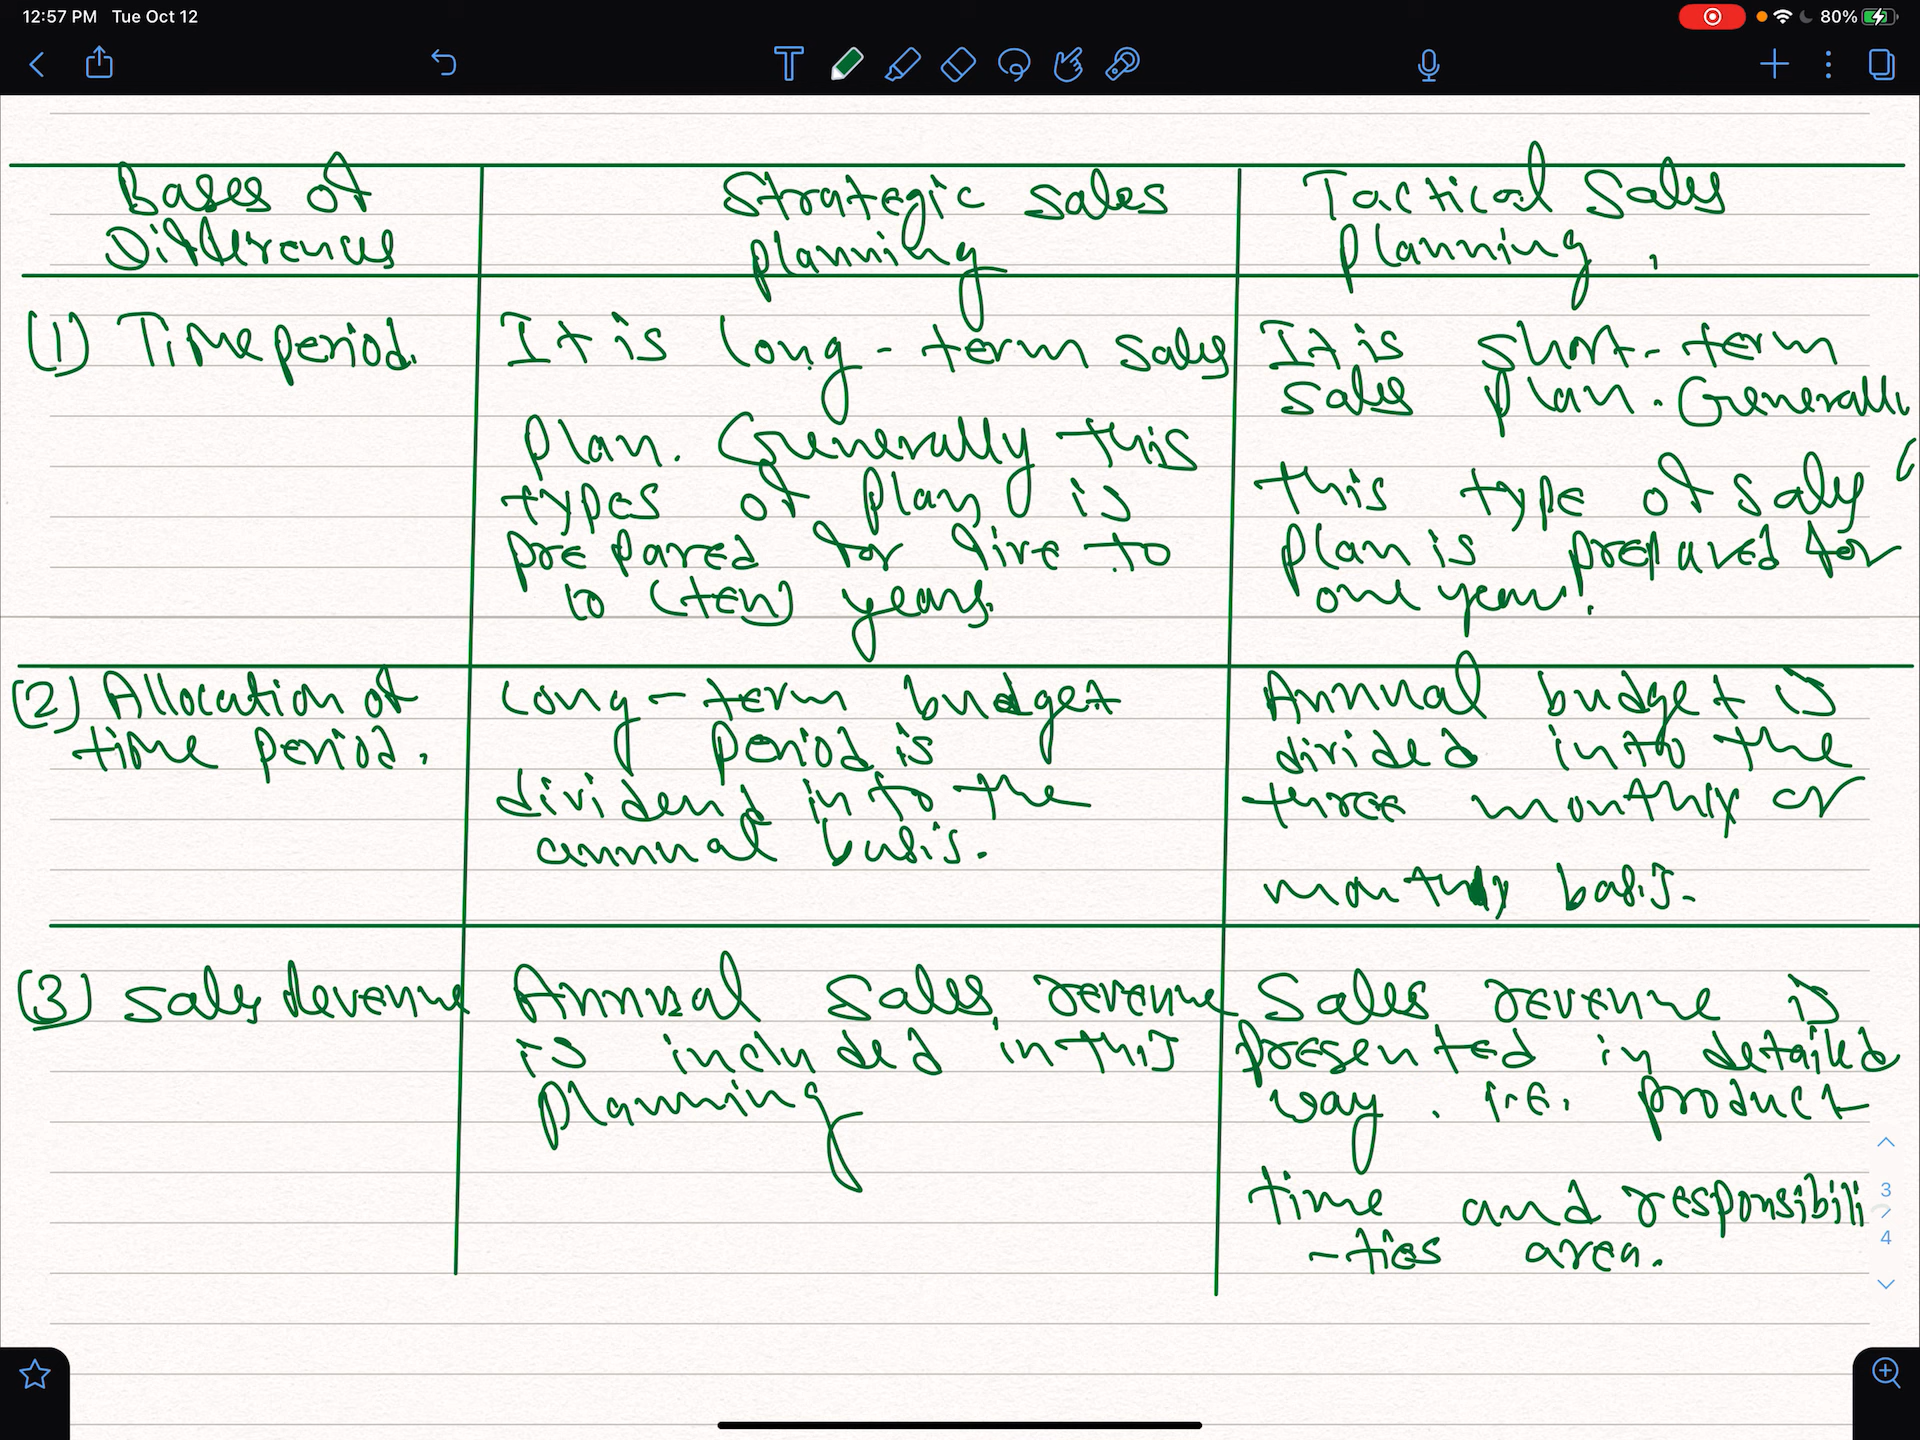 12:57 PM Tue Oct 12
80%
Bases of
Differences
Strategic sales
planning
Tactical Sales
planning.
(1) Time period.
It is long-term sales
plan. Generally this
types of plan is
prepared for five to
10 (ten) years.
It is short-term
sales plan. Generally
this type of sales
plan is prepared for
one year.
(2) Allocation of
time period.
Long-term budget
period is
dividend into the
annual basis.
Annual budget is
divided into the
three monthly or
monthly basis.
(3) Sales Revenue
Annual Sales revenue
is included in this
planning
Sales revenue is
presented in detailed
way. i.e. product
time and responsibili
-ties area.
3
4